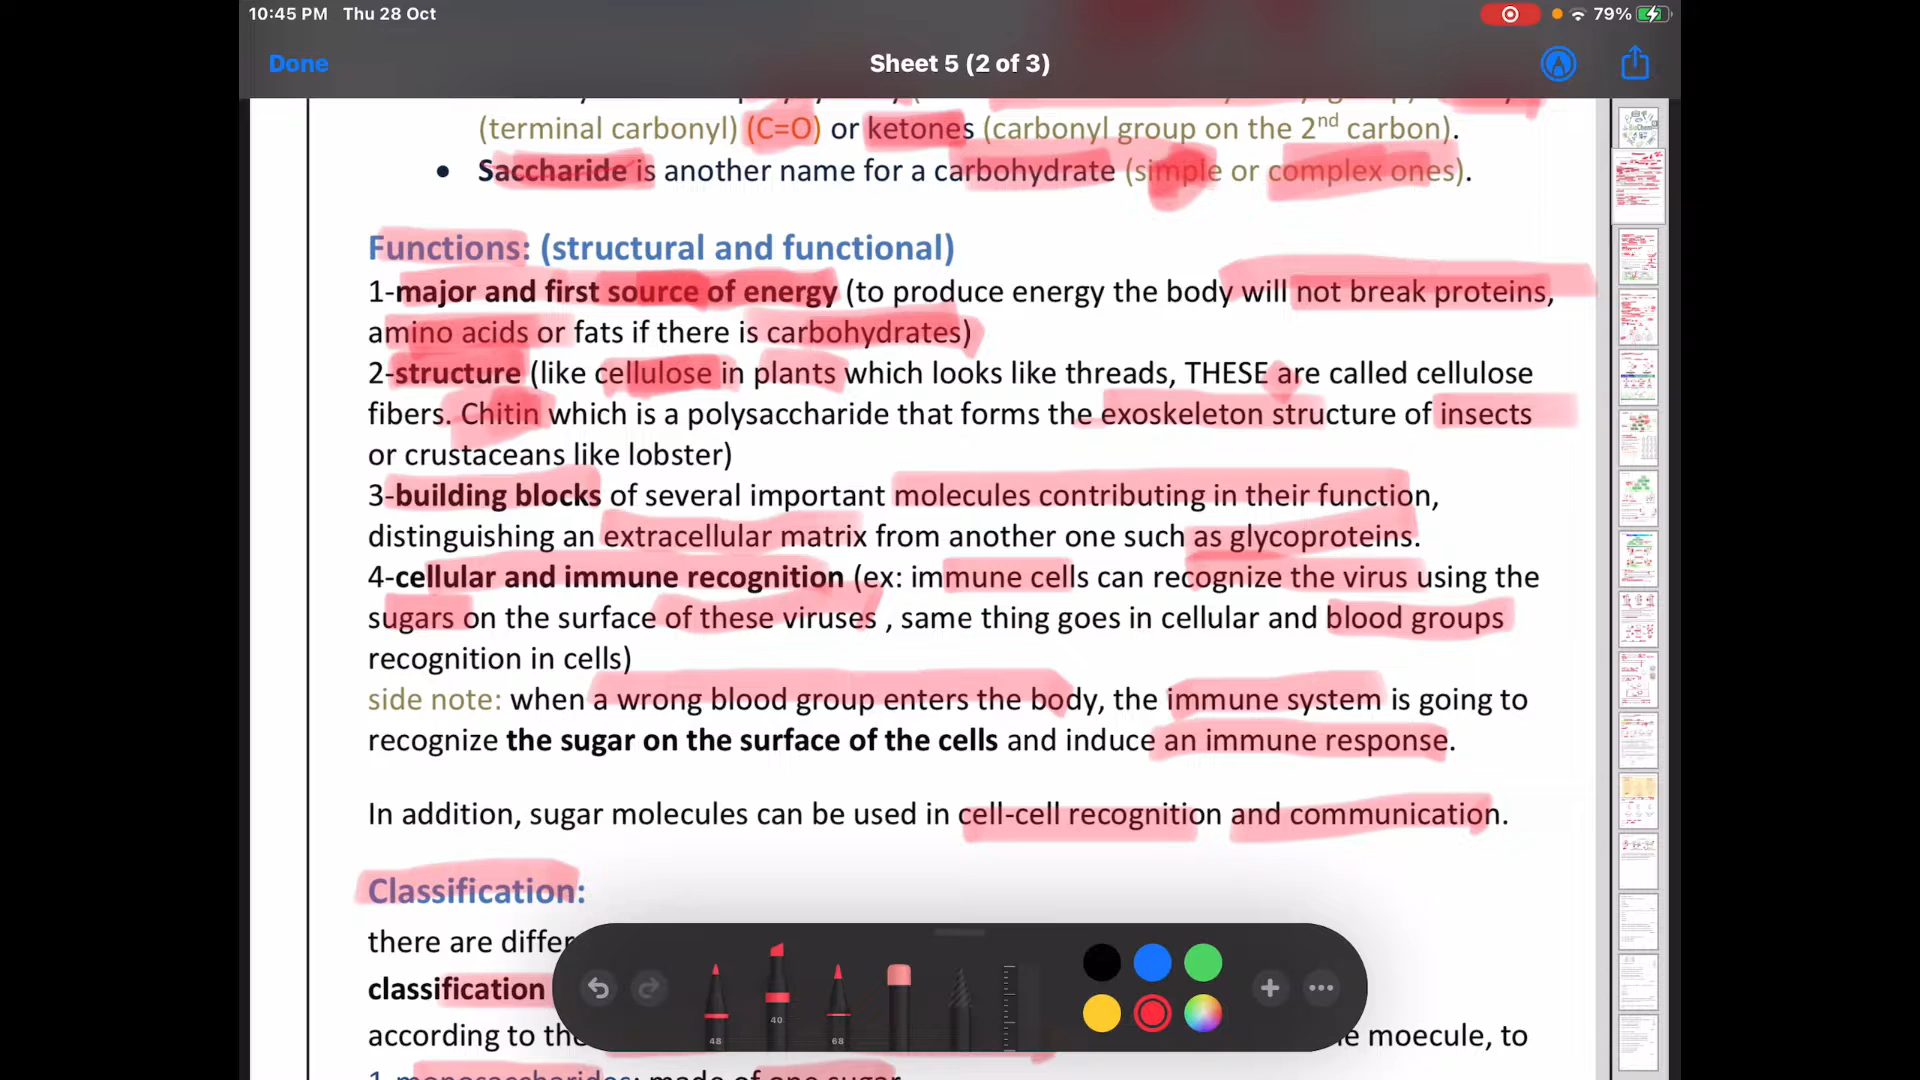 10:45 PM Thu 28 Oct
79%
Done
Sheet 5 (2 of 3)
(terminal carbonyl) (C=O) or ketones (carbonyl group on the 2nd carbon).
• Saccharide is another name for a carbohydrate (simple or complex ones).
Functions: (structural and functional)
1-major and first source of energy (to produce energy the body will not break proteins,
amino acids or fats if there is carbohydrates)
2-structure (like cellulose in plants which looks like threads, THESE are called cellulose
fibers. Chitin which is a polysaccharide that forms the exoskeleton structure of insects
or crustaceans like lobster)
3-building blocks of several important molecules contributing in their function,
distinguishing an extracellular matrix from another one such as glycoproteins.
4-cellular and immune recognition (ex: immune cells can recognize the virus using the
sugars on the surface of these viruses , same thing goes in cellular and blood groups
recognition in cells)
side note: when a wrong blood group enters the body, the immune system is going to
recognize the sugar on the surface of the cells and induce an immune response.
In addition, sugar molecules can be used in cell-cell recognition and communication.
Classification:
there are differ
classification
according to the moecule, to
1-monosaccharides: made of one sugar
48
40
68